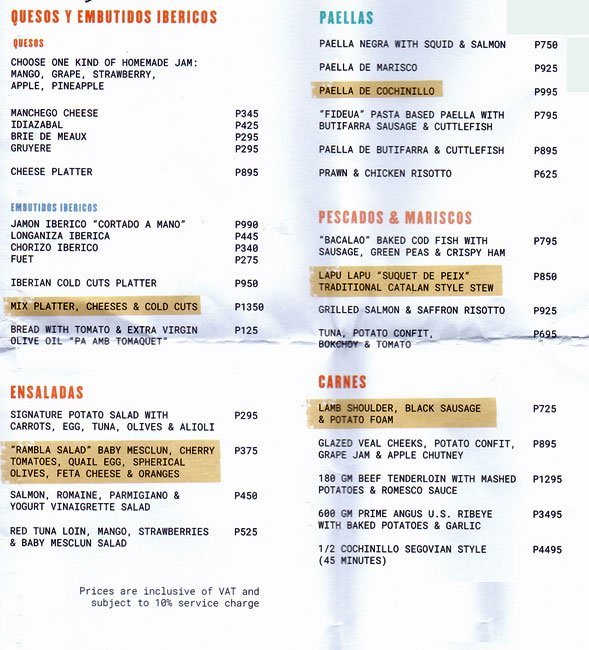 QUESOS Y EMBUTIDOS IBERICOS
QUESOS
CHOOSE ONE KIND OF HOMEMADE JAM:
MANGO, GRAPE, STRAWBERRY,
APPLE, PINEAPPLE
MANCHEGO CHEESE P345
IDIAZABAL P425
BRIE DE MEAUX P295
GRUYERE P295
CHEESE PLATTER P895
EMBUTIDOS IBERICOS
JAMON IBERICO "CORTADO A MANO" P990
LONGANIZA IBERICA P445
CHORIZO IBERICO P340
FUET P275
IBERIAN COLD CUTS PLATTER P950
MIX PLATTER, CHEESES & COLD CUTS P1350
BREAD WITH TOMATO & EXTRA VIRGIN P125
OLIVE OIL "PA AMB TOMAQUET"
ENSALADAS
SIGNATURE POTATO SALAD WITH P295
CARROTS, EGG, TUNA, OLIVES & ALIOLI
"RAMBLA SALAD" BABY MESCLUN, CHERRY P375
TOMATOES, QUAIL EGG, SPHERICAL
OLIVES, FETA CHEESE & ORANGES
SALMON, ROMAINE, PARMIGIANO & P450
YOGURT VINAIGRETTE SALAD
RED TUNA LOIN, MANGO, STRAWBERRIES P525
& BABY MESCLUN SALAD
Prices are inclusive of VAT and
subject to 10% service charge
PAELLAS
PAELLA NEGRA WITH SQUID & SALMON P750
PAELLA DE MARISCO P925
PAELLA DE COCHINILLO P995
"FIDEUA" PASTA BASED PAELLA WITH P795
BUTIFARRA SAUSAGE & CUTTLEFISH
PAELLA DE BUTIFARRA & CUTTLEFISH P895
PRAWN & CHICKEN RISOTTO P625
PESCADOS & MARISCOS
"BACALAO" BAKED COD FISH WITH P795
SAUSAGE, GREEN PEAS & CRISPY HAM
LAPU LAPU "SUQUET DE PEIX" P850
TRADITIONAL CATALAN STYLE STEW
GRILLED SALMON & SAFFRON RISOTTO P925
TUNA, POTATO CONFIT, P695
BOKCHOY & TOMATO
CARNES
LAMB SHOULDER, BLACK SAUSAGE P725
& POTATO FOAM
GLAZED VEAL CHEEKS, POTATO CONFIT, P895
GRAPE JAM & APPLE CHUTNEY
180 GM BEEF TENDERLOIN WITH MASHED P1295
POTATOES & ROMESCO SAUCE
600 GM PRIME ANGUS U.S. RIBEYE P3495
WITH BAKED POTATOES & GARLIC
1/2 COCHINILLO SEGOVIAN STYLE P4495
(45 MINUTES)